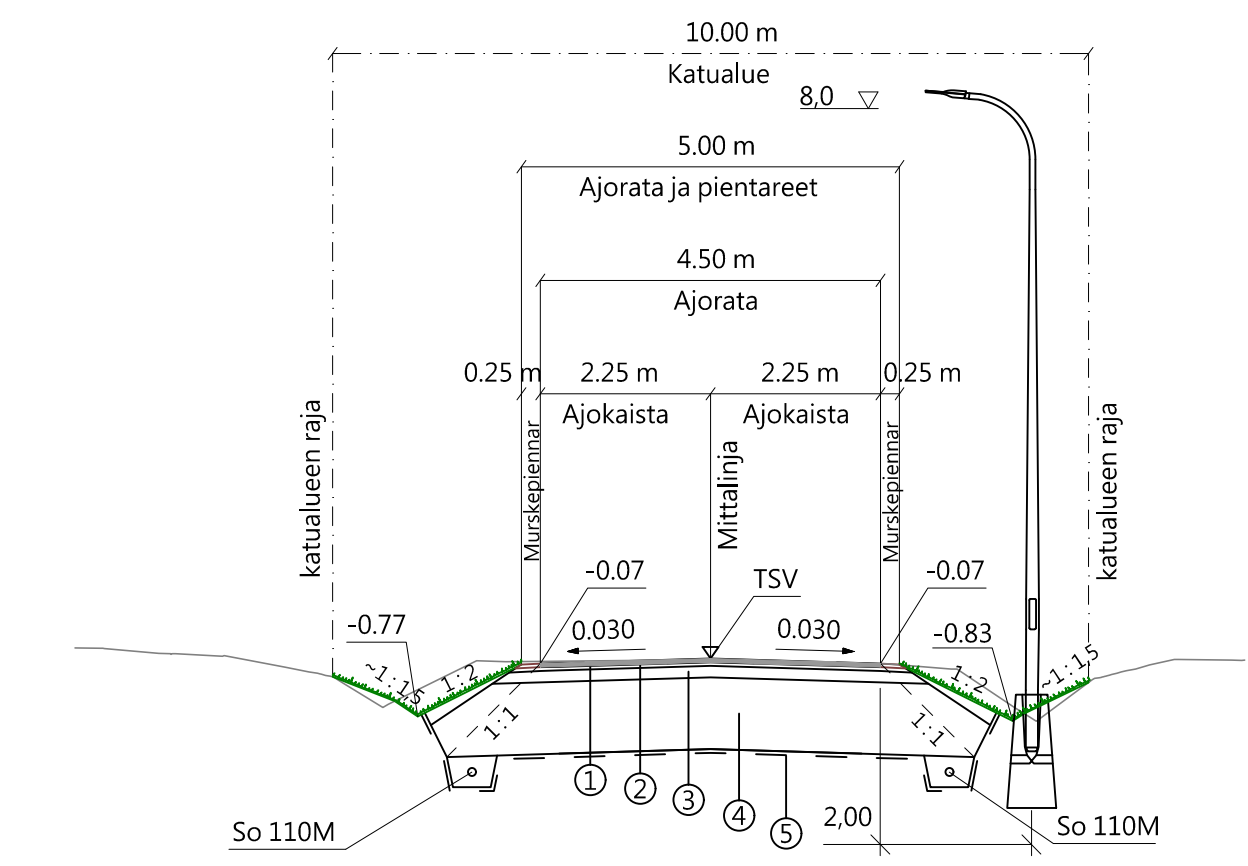 10.00 m
Katualue
8,0
5.00 m
Ajorata ja pientareet
4.50 m
Ajorata
0.25 m
2.25 m
2.25 m
0.25 m
Ajokaista
Ajokaista
katualueen raja
Murskepiennar
Mittalinja
Murskepiennar
katualueen raja
-0.07
TSV
-0.07
-0.77
0.030
0.030
-0.83
~1:1,5
1:2
1:2
~1:1,5
1:1
1:1
1
2
3
4
5
2,00
So 110M
So 110M